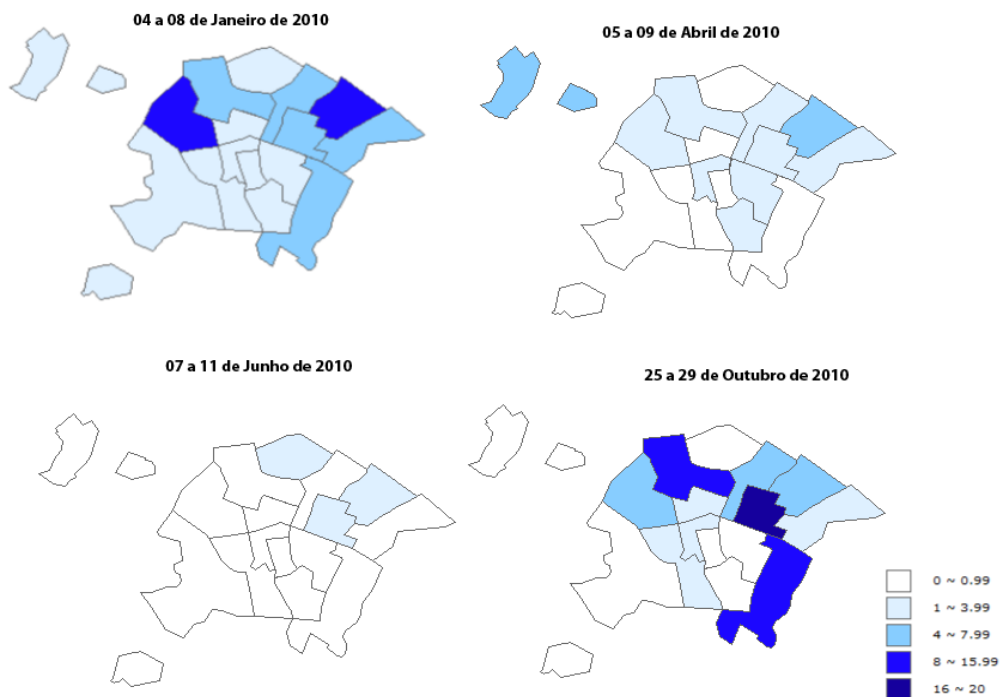 04 a 08 de Janeiro de 2010
05 a 09 de Abril de 2010
07 a 11 de Junho de 2010
25 a 29 de Outubro de 2010
0 ~ 0.99
1 ~ 3.99
4 ~ 7.99
8 ~ 15.99
16 ~ 20